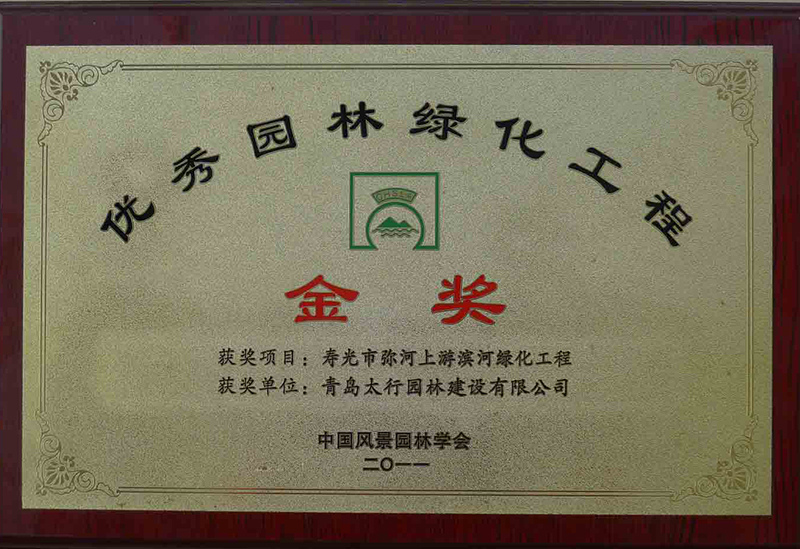 优秀园林绿化工程
金奖
获奖项目：寿光市弥河上游滨河绿化工程
获奖单位：青岛太行园林建设有限公司
中国风景园林学会
二〇一一